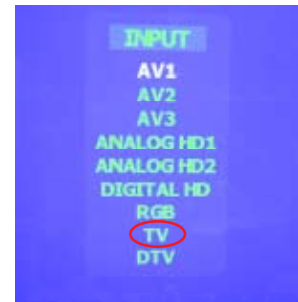 INPUT
AV1
AV2
AV3
ANALOG HD1
ANALOG HD2
DIGITAL HD
RGB
TV
DTV